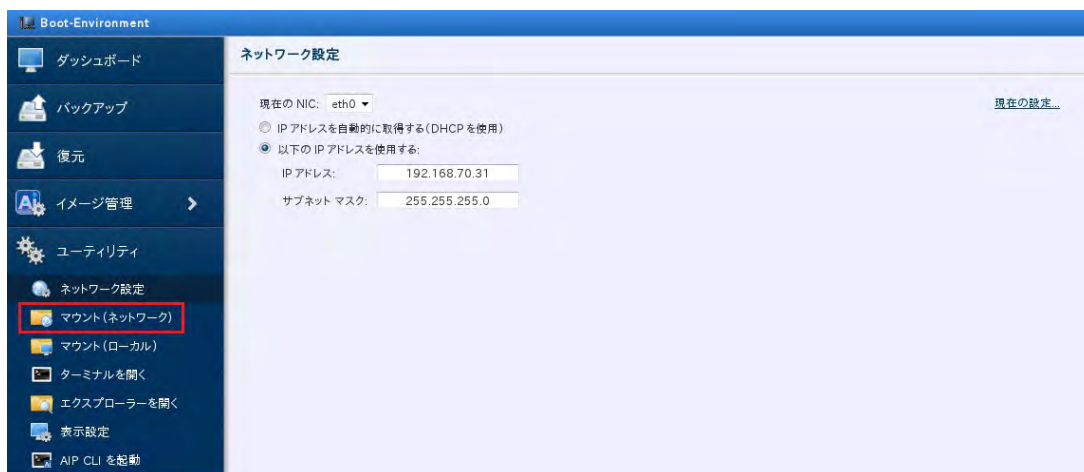 Boot-Environment
ダッシュボード
バックアップ
復元
イメージ管理
ユーティリティ
ネットワーク設定
マウント(ネットワーク)
マウント(ローカル)
ターミナルを開く
エクスプローラーを開く
表示設定
AIP CLI を起動
ネットワーク設定
現在の NIC: eth0
現在の設定...
IP アドレスを自動的に取得する(DHCP を使用)
以下の IP アドレスを使用する:
IP アドレス: 192.168.70.31
サブネット マスク: 255.255.255.0